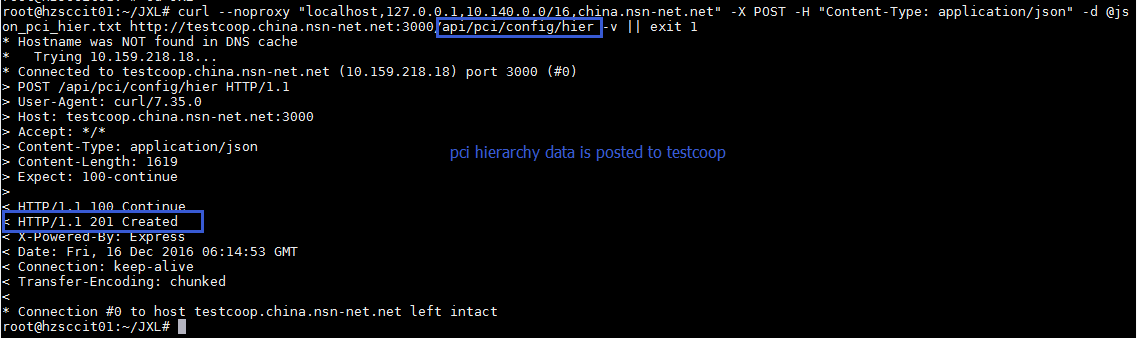 root@hzsccit01:~/JXL# curl --noproxy "localhost,127.0.0.1,10.140.0.0/16,china.nsn-net.net" -X POST -H "Content-Type: application/json" -d @js
on_pci_hier.txt http://testcoop.china.nsn-net.net:3000/api/pci/config/hier -v || exit 1
* Hostname was NOT found in DNS cache
*   Trying 10.159.218.18...
* Connected to testcoop.china.nsn-net.net (10.159.218.18) port 3000 (#0)
> POST /api/pci/config/hier HTTP/1.1
> User-Agent: curl/7.35.0
> Host: testcoop.china.nsn-net.net:3000
> Accept: */*
> Content-Type: application/json
pci hierarchy data is posted to testcoop
> Content-Length: 1619
> Expect: 100-continue
>
< HTTP/1.1 100 Continue
< HTTP/1.1 201 Created
< X-Powered-By: Express
< Date: Fri, 16 Dec 2016 06:14:53 GMT
< Connection: keep-alive
< Transfer-Encoding: chunked
<
* Connection #0 to host testcoop.china.nsn-net.net left intact
root@hzsccit01:~/JXL#